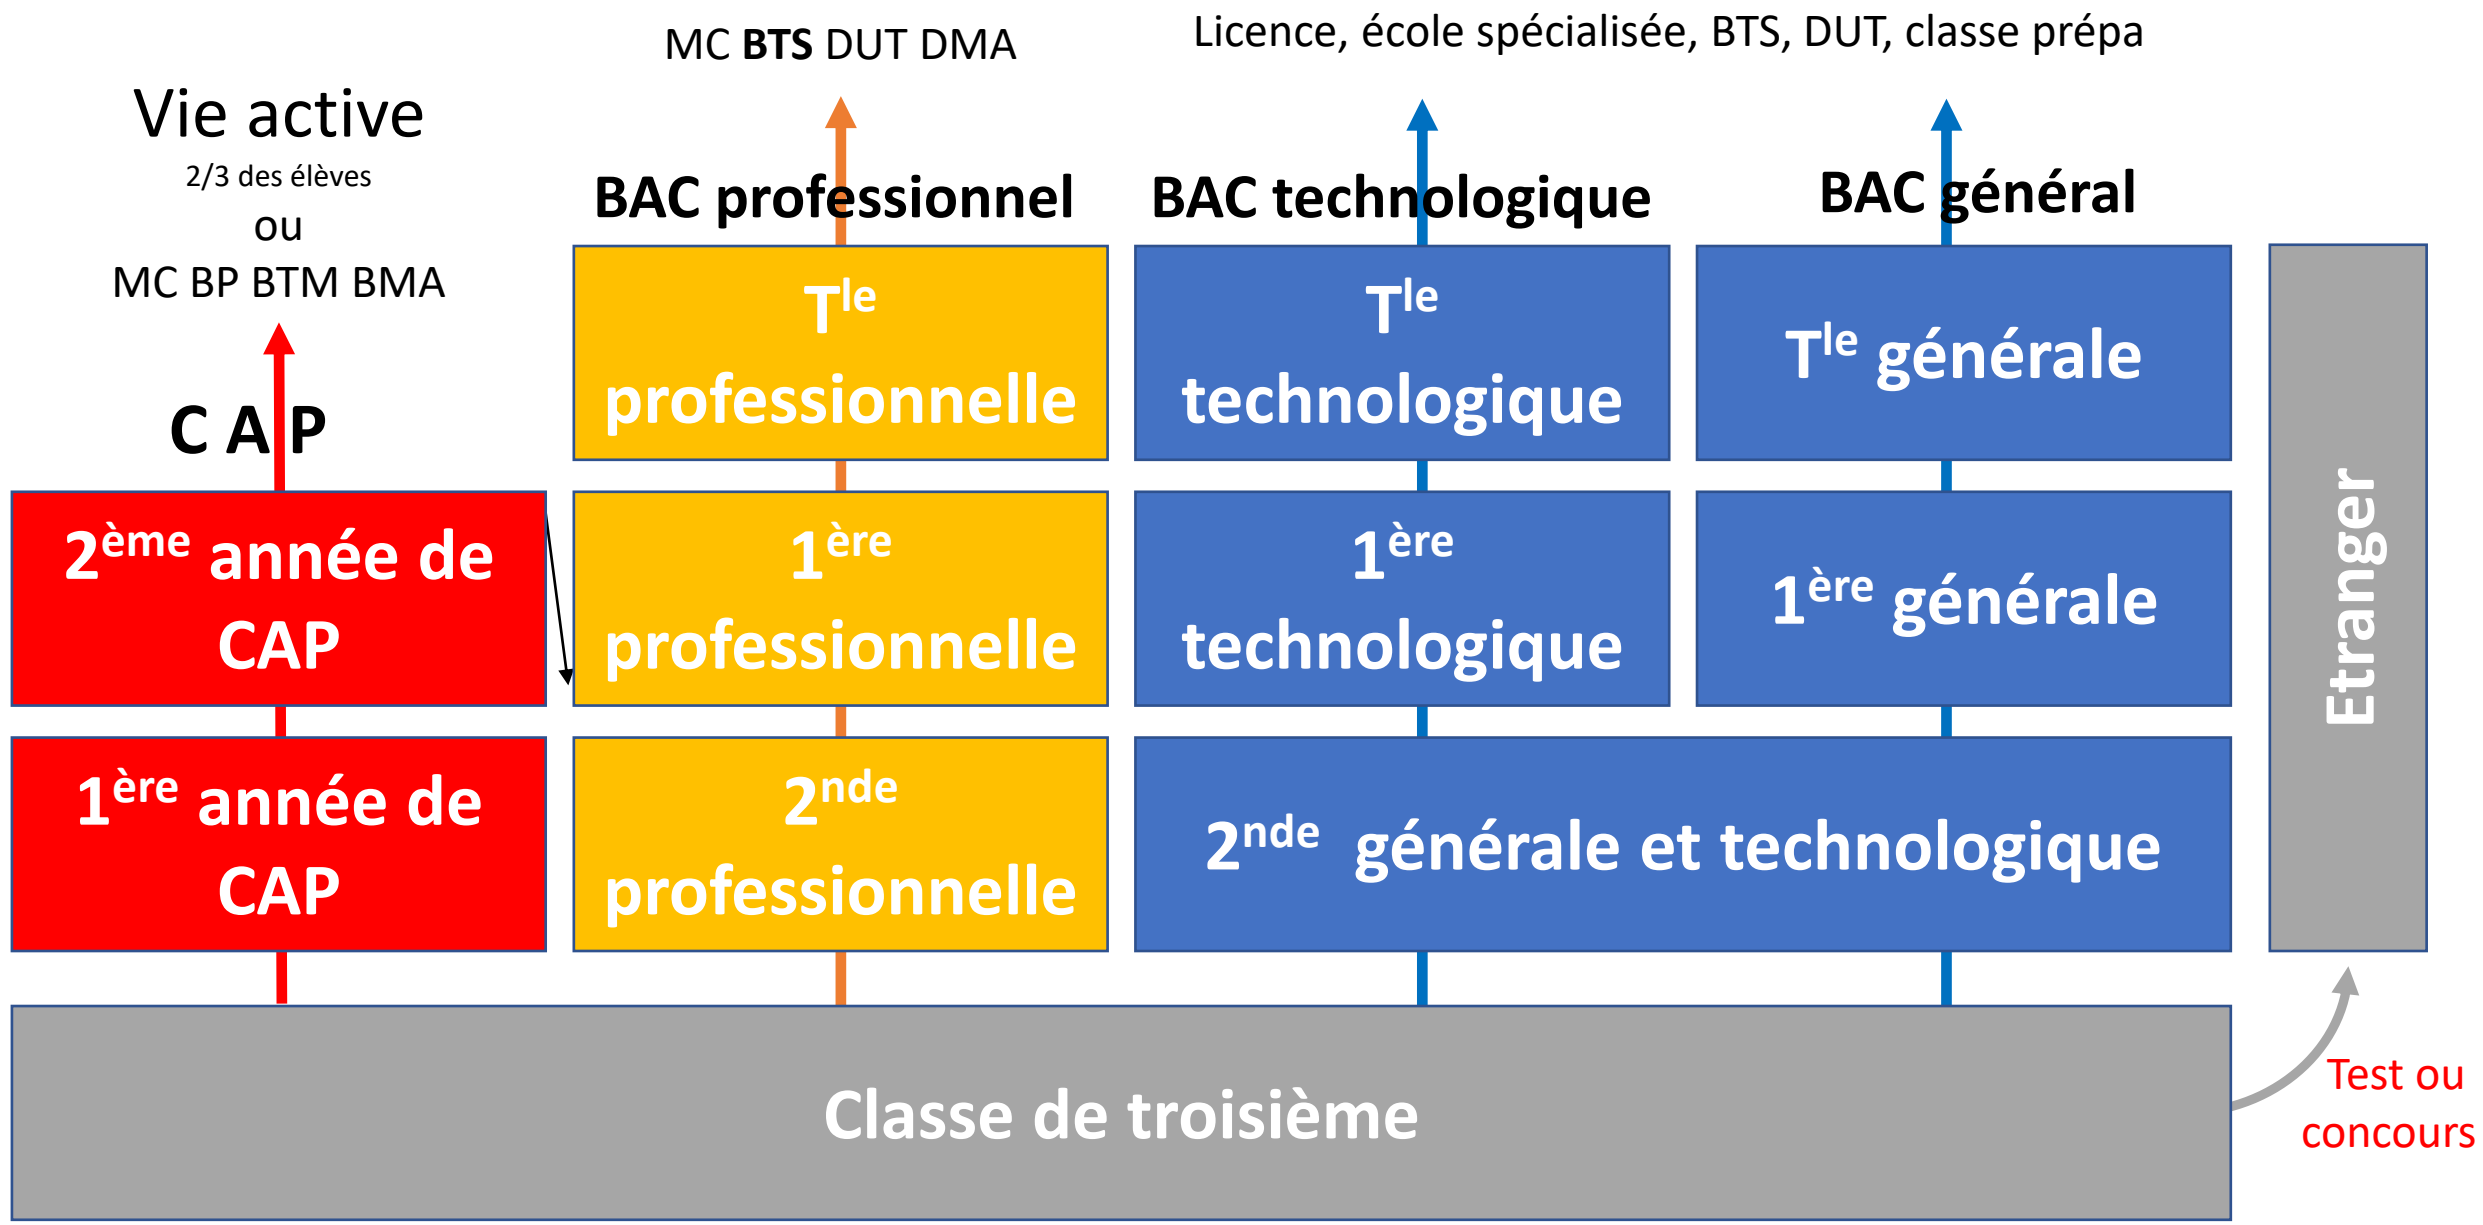 MC BTS DUT DMA
Licence, école spécialisée, BTS, DUT, classe prépa
Vie active
2/3 des élèves
ou
MC BP BTM BMA
C A P
BAC professionnel
BAC technologique
BAC général
Tle
professionnelle
Tle
technologique
Tle générale
2ème année de
CAP
1ère
professionnelle
1ère
technologique
1ère générale
1ère année de
CAP
2nde
professionnelle
2nde générale et technologique
Etranger
Classe de troisième
Test ou
concours